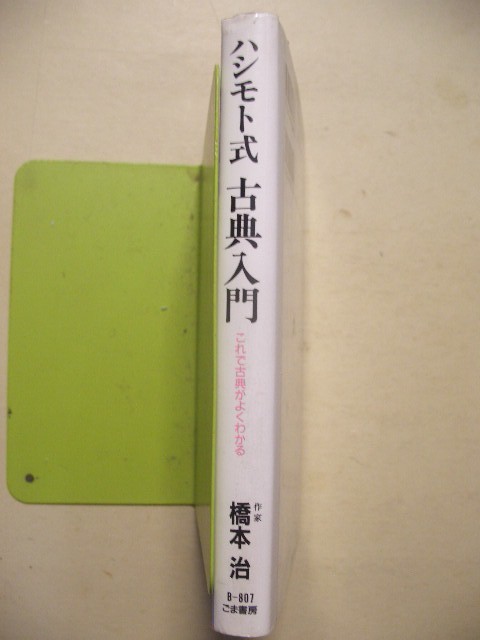 ハシモト式 古典入門
これで古典がよくわかる
作家
橋本 治
B-807
ごま書房